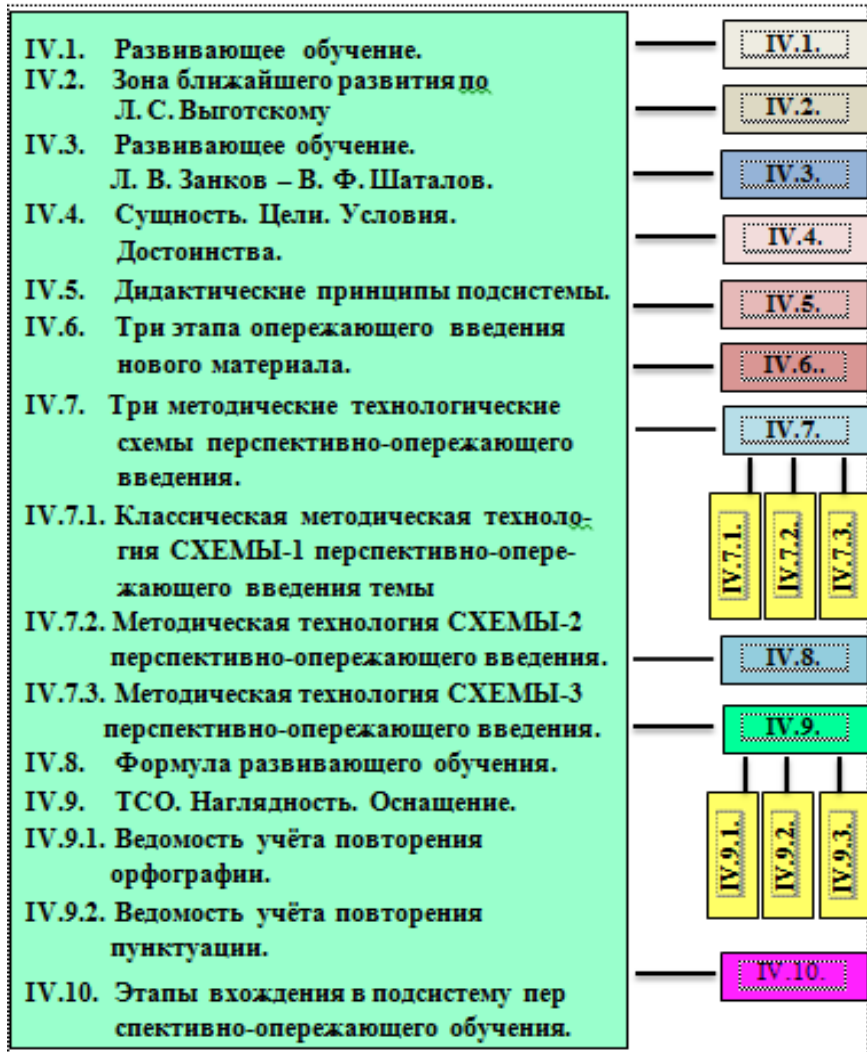 IV.1. Развивающее обучение.
IV.2. Зона ближайшего развития по
Л. С. Выготскому
IV.3. Развивающее обучение.
Л. В. Занков – В. Ф. Шаталов.
IV.4. Сущность. Цели. Условия.
Достоинства.
IV.5. Дидактические принципы подсистемы.
IV.6. Три этапа опережающего введения
нового материала.
IV.7. Три методические технологические
схемы перспективно-опережающего
введения.
IV.7.1. Классическая методическая техноло-
гия СХЕМЫ-1 перспективно-опере-
жающего введения темы
IV.7.2. Методическая технология СХЕМЫ-2
перспективно-опережающего введения.
IV.7.3. Методическая технология СХЕМЫ-3
перспективно-опережающего введения.
IV.8. Формула развивающего обучения.
IV.9. ТСО. Наглядность. Оснащение.
IV.9.1. Ведомость учёта повторения
орфографии.
IV.9.2. Ведомость учёта повторения
пунктуации.
IV.10. Этапы вхождения в подсистему пер
спективно-опережающего обучения.
IV.1.
IV.2.
IV.3.
IV.4.
IV.5.
IV.6..
IV.7.
IV.7.1.
IV.7.2.
IV.7.3.
IV.8.
IV.9.
IV.9.1.
IV.9.2.
IV.9.3.
IV.10.